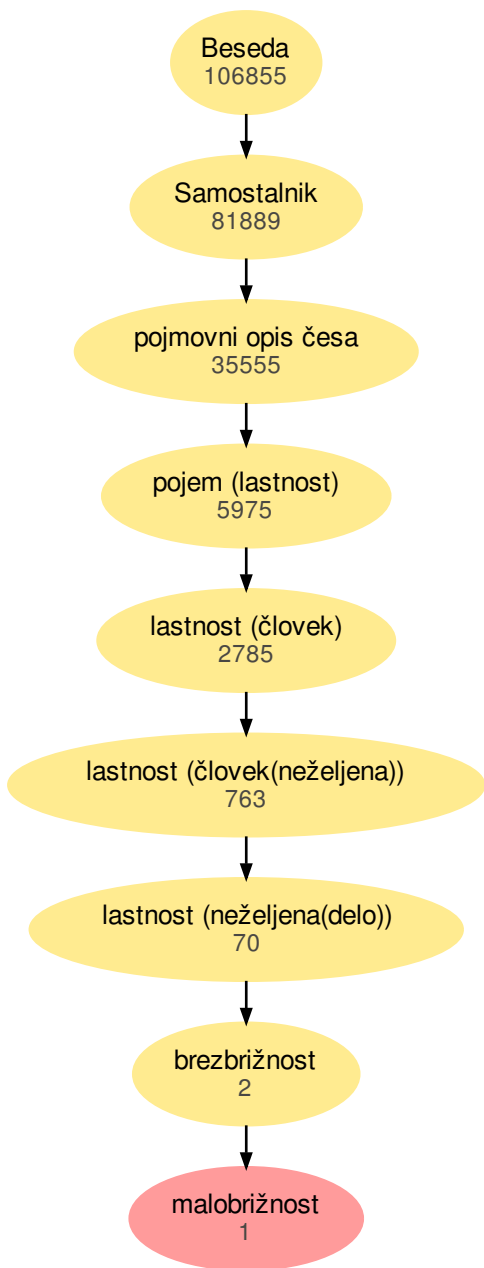 Beseda
106855
Samostalnik
81889
pojmovni opis česa
35555
pojem (lastnost)
5975
lastnost (človek)
2785
lastnost (človek(neželjena))
763
lastnost (neželjena(delo))
70
brezbrižnost
2
malobrižnost
1